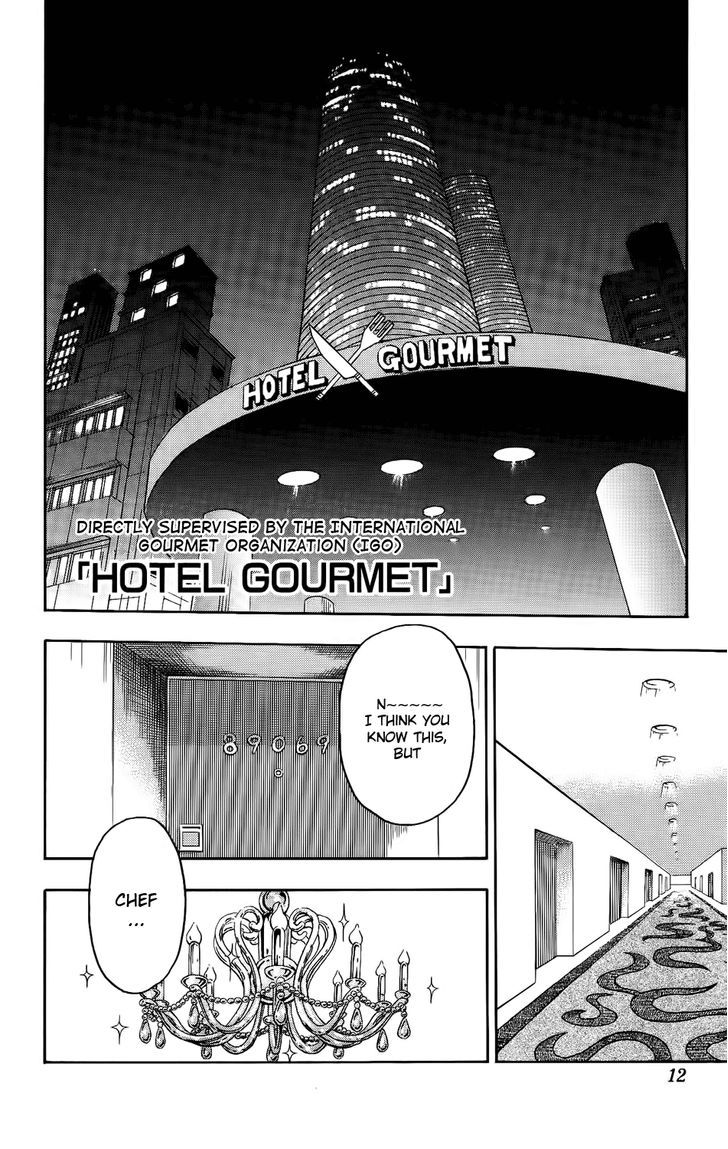 HOTEL GOURMET
DIRECTLY SUPERVISED BY THE INTERNATIONAL
GOURMET ORGANIZATION (IGO)
「HOTEL GOURMET」
N~~~~~
I THINK YOU
KNOW THIS,
BUT
89069
CHEF
...
12